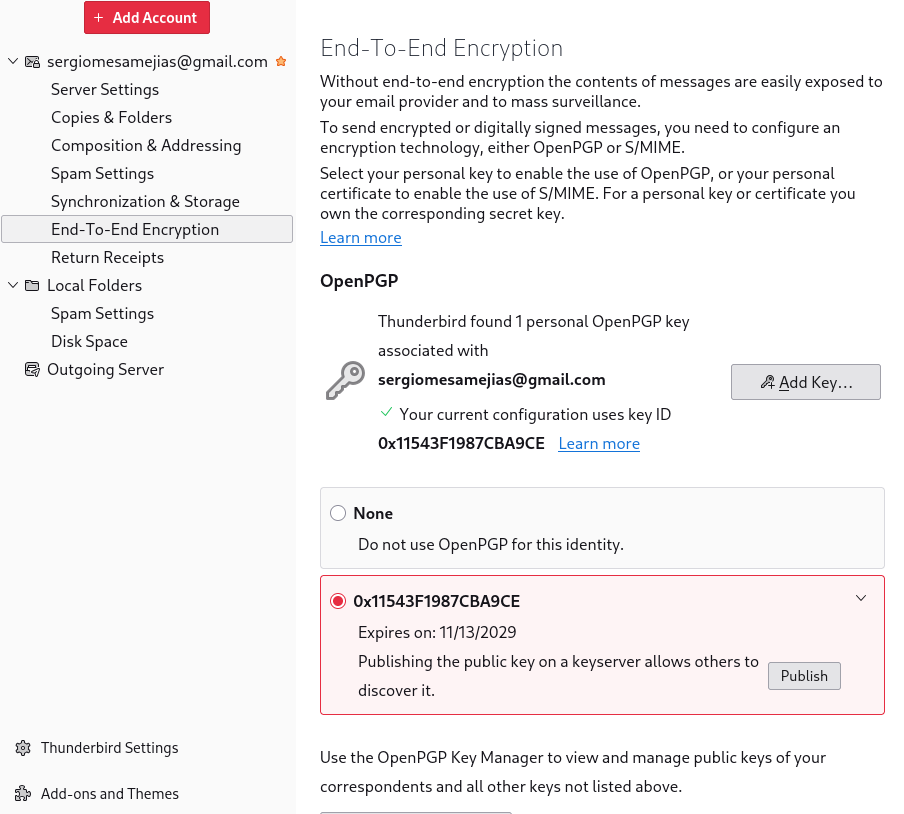 + Add Account
sergiomesamejias@gmail.com
Server Settings
Copies & Folders
Composition & Addressing
Spam Settings
Synchronization & Storage
End-To-End Encryption
Return Receipts
Local Folders
Spam Settings
Disk Space
Outgoing Server
Thunderbird Settings
Add-ons and Themes
End-To-End Encryption
Without end-to-end encryption the contents of messages are easily exposed to
your email provider and to mass surveillance.
To send encrypted or digitally signed messages, you need to configure an
encryption technology, either OpenPGP or S/MIME.
Select your personal key to enable the use of OpenPGP, or your personal
certificate to enable the use of S/MIME. For a personal key or certificate you
own the corresponding secret key.
Learn more
OpenPGP
Thunderbird found 1 personal OpenPGP key
associated with
sergiomesamejias@gmail.com
Your current configuration uses key ID
0x11543F1987CBA9CE Learn more
Add Key…
None
Do not use OpenPGP for this identity.
0x11543F1987CBA9CE
Expires on: 11/13/2029
Publishing the public key on a keyserver allows others to
discover it.
Publish
Use the OpenPGP Key Manager to view and manage public keys of your
correspondents and all other keys not listed above.